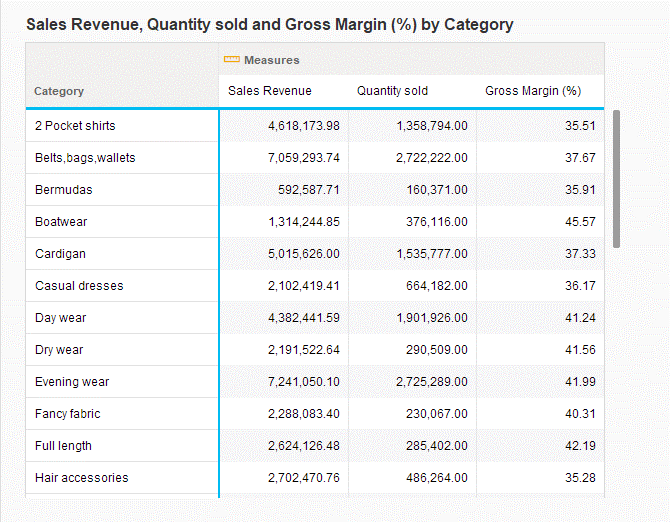 Sales Revenue, Quantity sold and Gross Margin (%) by Category
Measures
Category Sales Revenue Quantity sold Gross Margin (%)
2 Pocket shirts 4,618,173.98 1,358,794.00 35.51
Belts,bags,wallets 7,059,293.74 2,722,222.00 37.67
Bermudas 592,587.71 160,371.00 35.91
Boatwear 1,314,244.85 376,116.00 45.57
Cardigan 5,015,626.00 1,535,777.00 37.33
Casual dresses 2,102,419.41 664,182.00 36.17
Day wear 4,382,441.59 1,901,926.00 41.24
Dry wear 2,191,522.64 290,509.00 41.56
Evening wear 7,241,050.10 2,725,289.00 41.99
Fancy fabric 2,288,083.40 230,067.00 40.31
Full length 2,624,126.48 285,402.00 42.19
Hair accessories 2,702,470.76 486,264.00 35.28